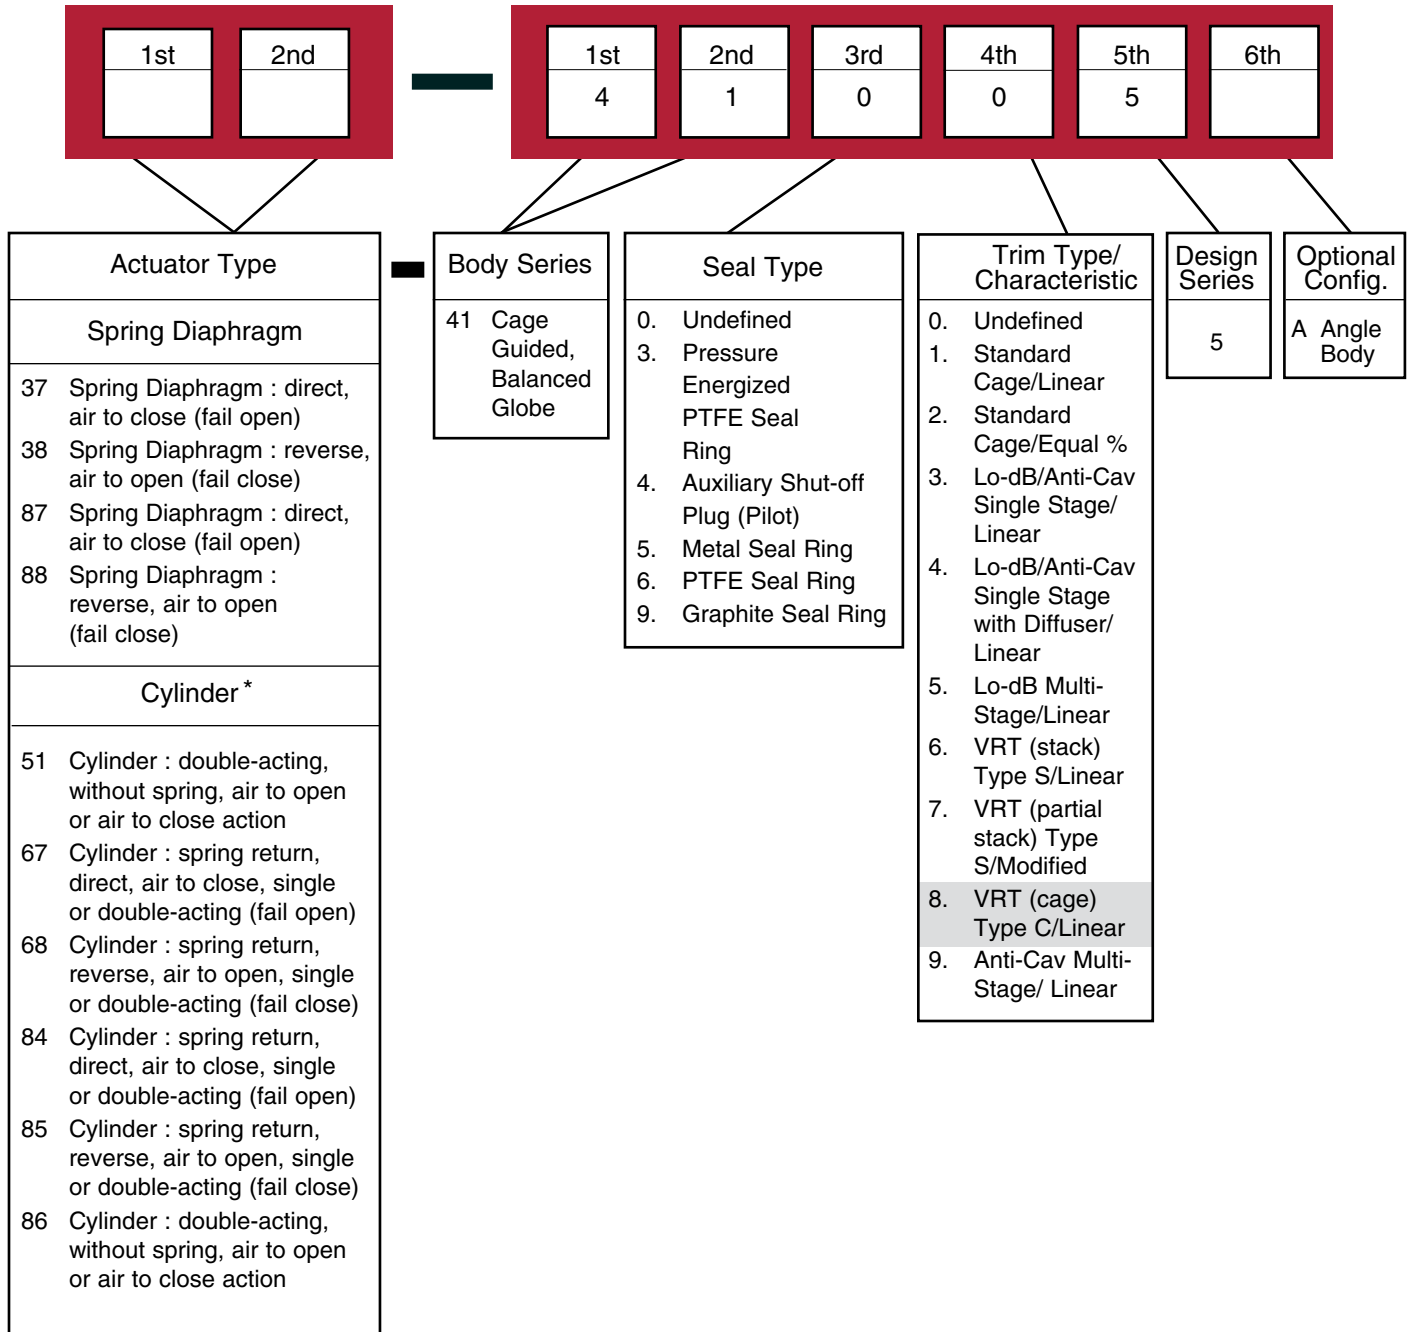 1st
2nd
1st
2nd
3rd
4th
5th
6th
4
1
0
0
5
Actuator Type
Spring Diaphragm
37 Spring Diaphragm : direct,
air to close (fail open)
38 Spring Diaphragm : reverse,
air to open (fail close)
87 Spring Diaphragm : direct,
air to close (fail open)
88 Spring Diaphragm :
reverse, air to open
(fail close)
Cylinder*
51 Cylinder : double-acting,
without spring, air to open
or air to close action
67 Cylinder : spring return,
direct, air to close, single
or double-acting (fail open)
68 Cylinder : spring return,
reverse, air to open, single
or double-acting (fail close)
84 Cylinder : spring return,
direct, air to close, single
or double-acting (fail open)
85 Cylinder : spring return,
reverse, air to open, single
or double-acting (fail close)
86 Cylinder : double-acting,
without spring, air to open
or air to close action
Body Series
41 Cage
Guided,
Balanced
Globe
Seal Type
0. Undefined
3. Pressure
Energized
PTFE Seal
Ring
4. Auxiliary Shut-off
Plug (Pilot)
5. Metal Seal Ring
6. PTFE Seal Ring
9. Graphite Seal Ring
Trim Type/
Characteristic
0. Undefined
1. Standard
Cage/Linear
2. Standard
Cage/Equal %
3. Lo-dB/Anti-Cav
Single Stage/
Linear
4. Lo-dB/Anti-Cav
Single Stage
with Diffuser/
Linear
5. Lo-dB Multi-
Stage/Linear
6. VRT (stack)
Type S/Linear
7. VRT (partial
stack) Type
S/Modified
8. VRT (cage)
Type C/Linear
9. Anti-Cav Multi-
Stage/ Linear
Design
Series
5
Optional
Config.
A Angle
Body